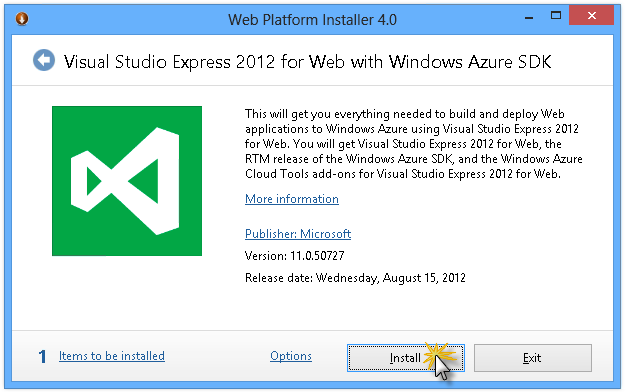 Web Platform Installer 4.0
Visual Studio Express 2012 for Web with Windows Azure SDK
This will get you everything needed to build and deploy Web
applications to Windows Azure using Visual Studio Express 2012
for Web. You will get Visual Studio Express 2012 for Web, the
RTM release of the Windows Azure SDK, and the Windows Azure
Cloud Tools add-ons for Visual Studio Express 2012 for Web.
More information
Publisher: Microsoft
Version: 11.0.50727
Release date: Wednesday, August 15, 2012
1 Items to be installed Options Install Exit